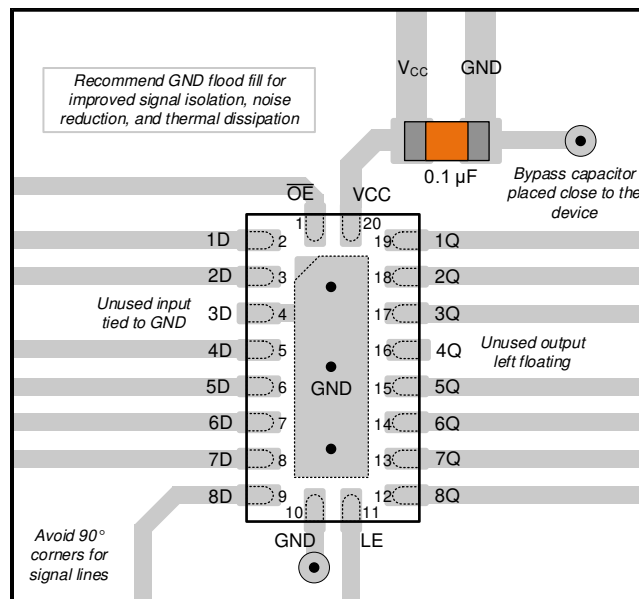 Recommend GND flood fill for
improved signal isolation, noise
reduction, and thermal dissipation
VCC GND
0.1 µF
Bypass capacitor
placed close to the
device
OE VCC
1 20
1D 2 19 1Q
2D 3 18 2Q
Unused input
tied to GND
3D 4 17 3Q
4D 5 16 4Q
Unused output
left floating
GND
5D 6 15 5Q
6D 7 14 6Q
7D 8 13 7Q
8D 9 12 8Q
10 11
GND LE
Avoid 90°
corners for
signal lines